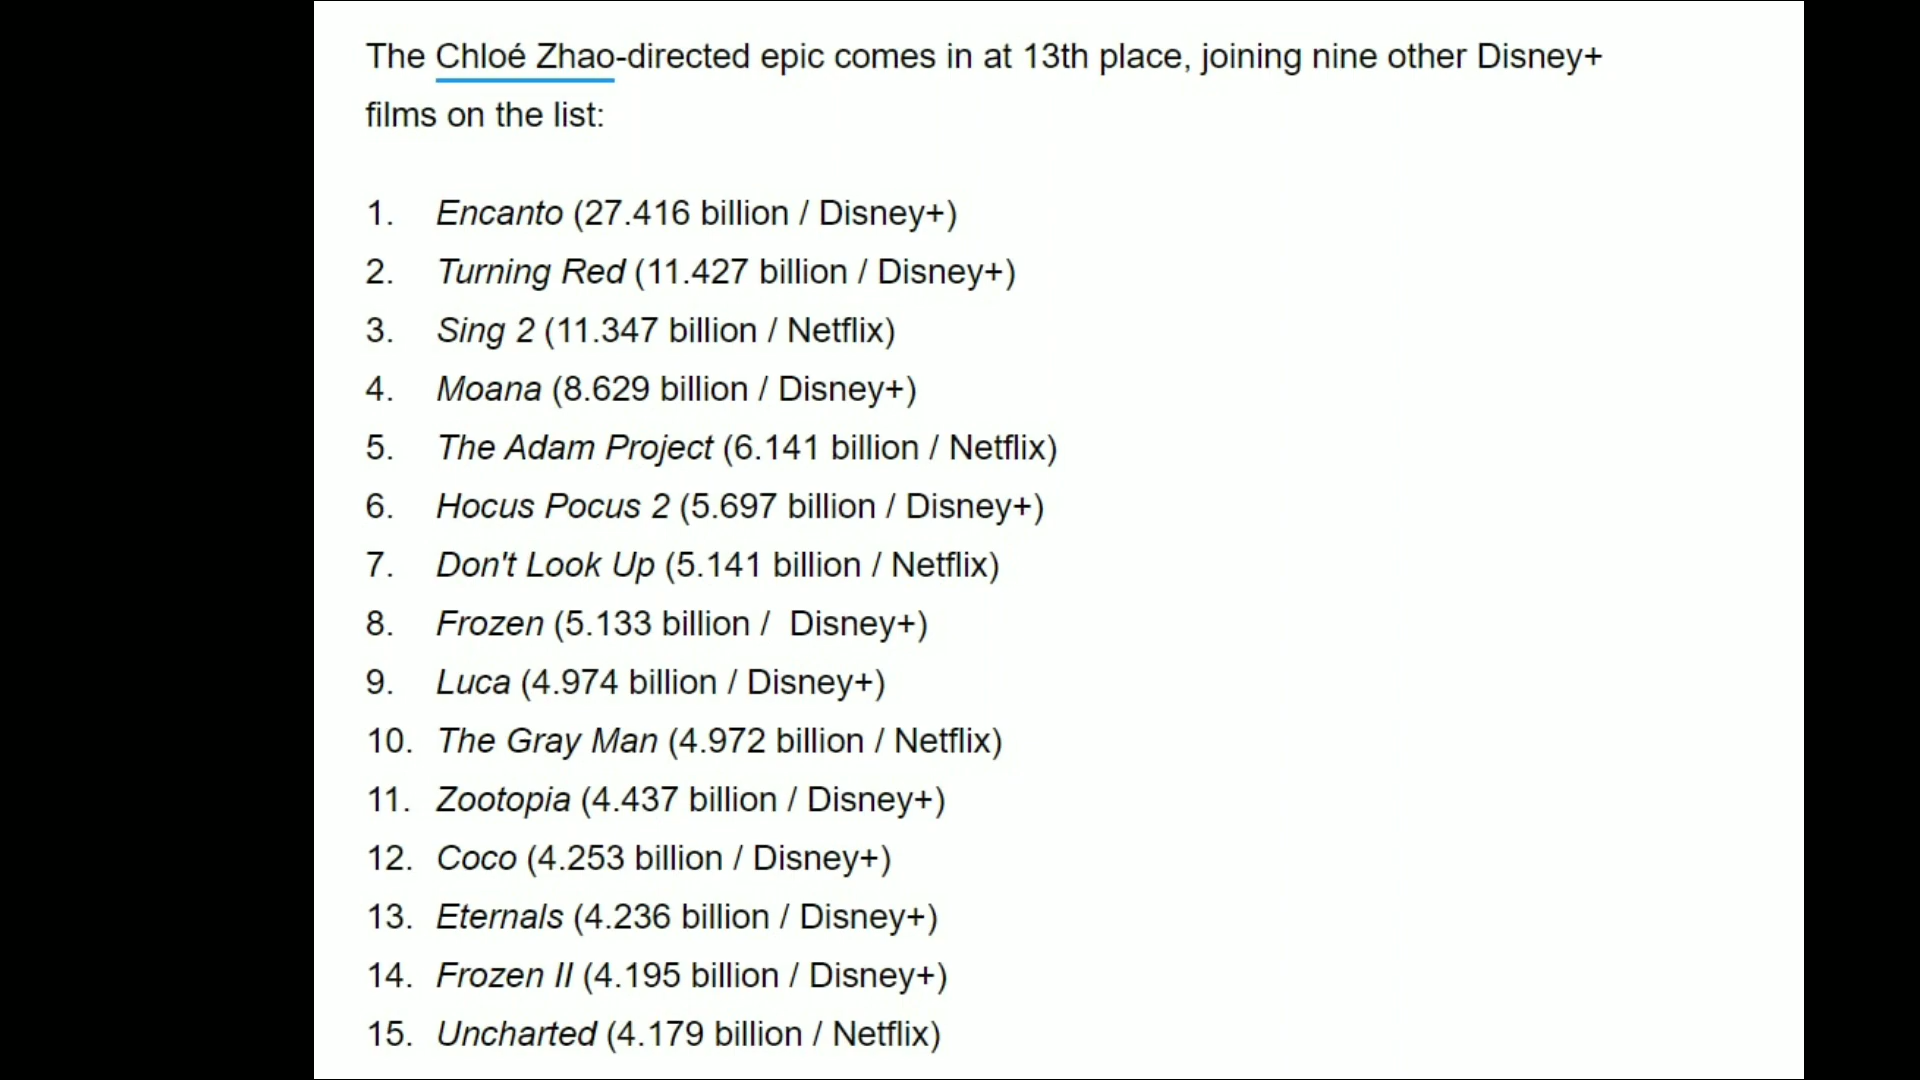 The Chloé Zhao-directed epic comes in at 13th place, joining nine other Disney+
films on the list:
1. Encanto (27.416 billion / Disney+)
2. Turning Red (11.427 billion / Disney+)
3. Sing 2 (11.347 billion / Netflix)
4. Moana (8.629 billion / Disney+)
5. The Adam Project (6.141 billion / Netflix)
6. Hocus Pocus 2 (5.697 billion / Disney+)
7. Don't Look Up (5.141 billion / Netflix)
8. Frozen (5.133 billion /  Disney+)
9. Luca (4.974 billion / Disney+)
10. The Gray Man (4.972 billion / Netflix)
11. Zootopia (4.437 billion / Disney+)
12. Coco (4.253 billion / Disney+)
13. Eternals (4.236 billion / Disney+)
14. Frozen II (4.195 billion / Disney+)
15. Uncharted (4.179 billion / Netflix)